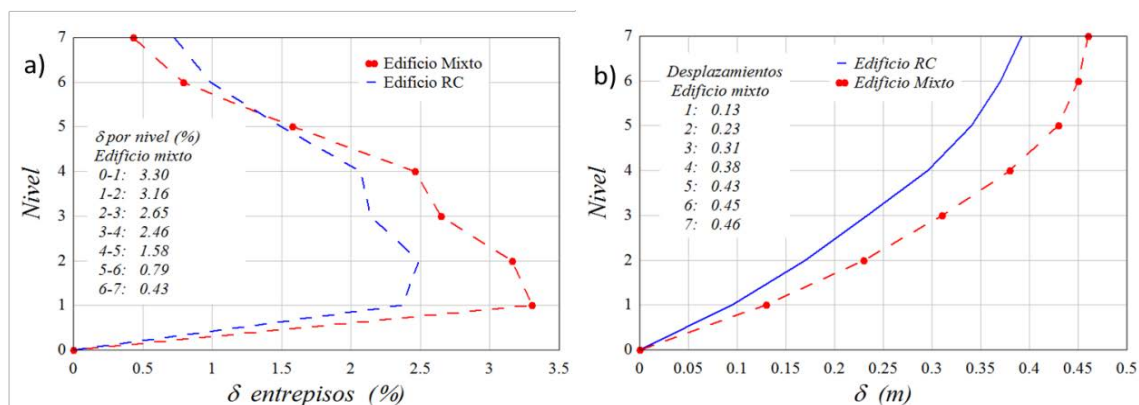 a)
Nivel
7
6
5
4
3
2
1
0
Edificio Mixto
Edificio RC
δ por nivel (%)
Edificio mixto
0-1: 3.30
1-2: 3.16
2-3: 2.65
3-4: 2.46
4-5: 1.58
5-6: 0.79
6-7: 0.43
0 0.5 1 1.5 2 2.5 3 3.5
δ entrepisos (%)
b)
Nivel
7
6
5
4
3
2
1
0
Desplazamientos
Edificio mixto
1: 0.13
2: 0.23
3: 0.31
4: 0.38
5: 0.43
6: 0.45
7: 0.46
Edificio RC
Edificio Mixto
0 0.05 0.1 0.15 0.2 0.25 0.3 0.35 0.4 0.45 0.5
δ (m)